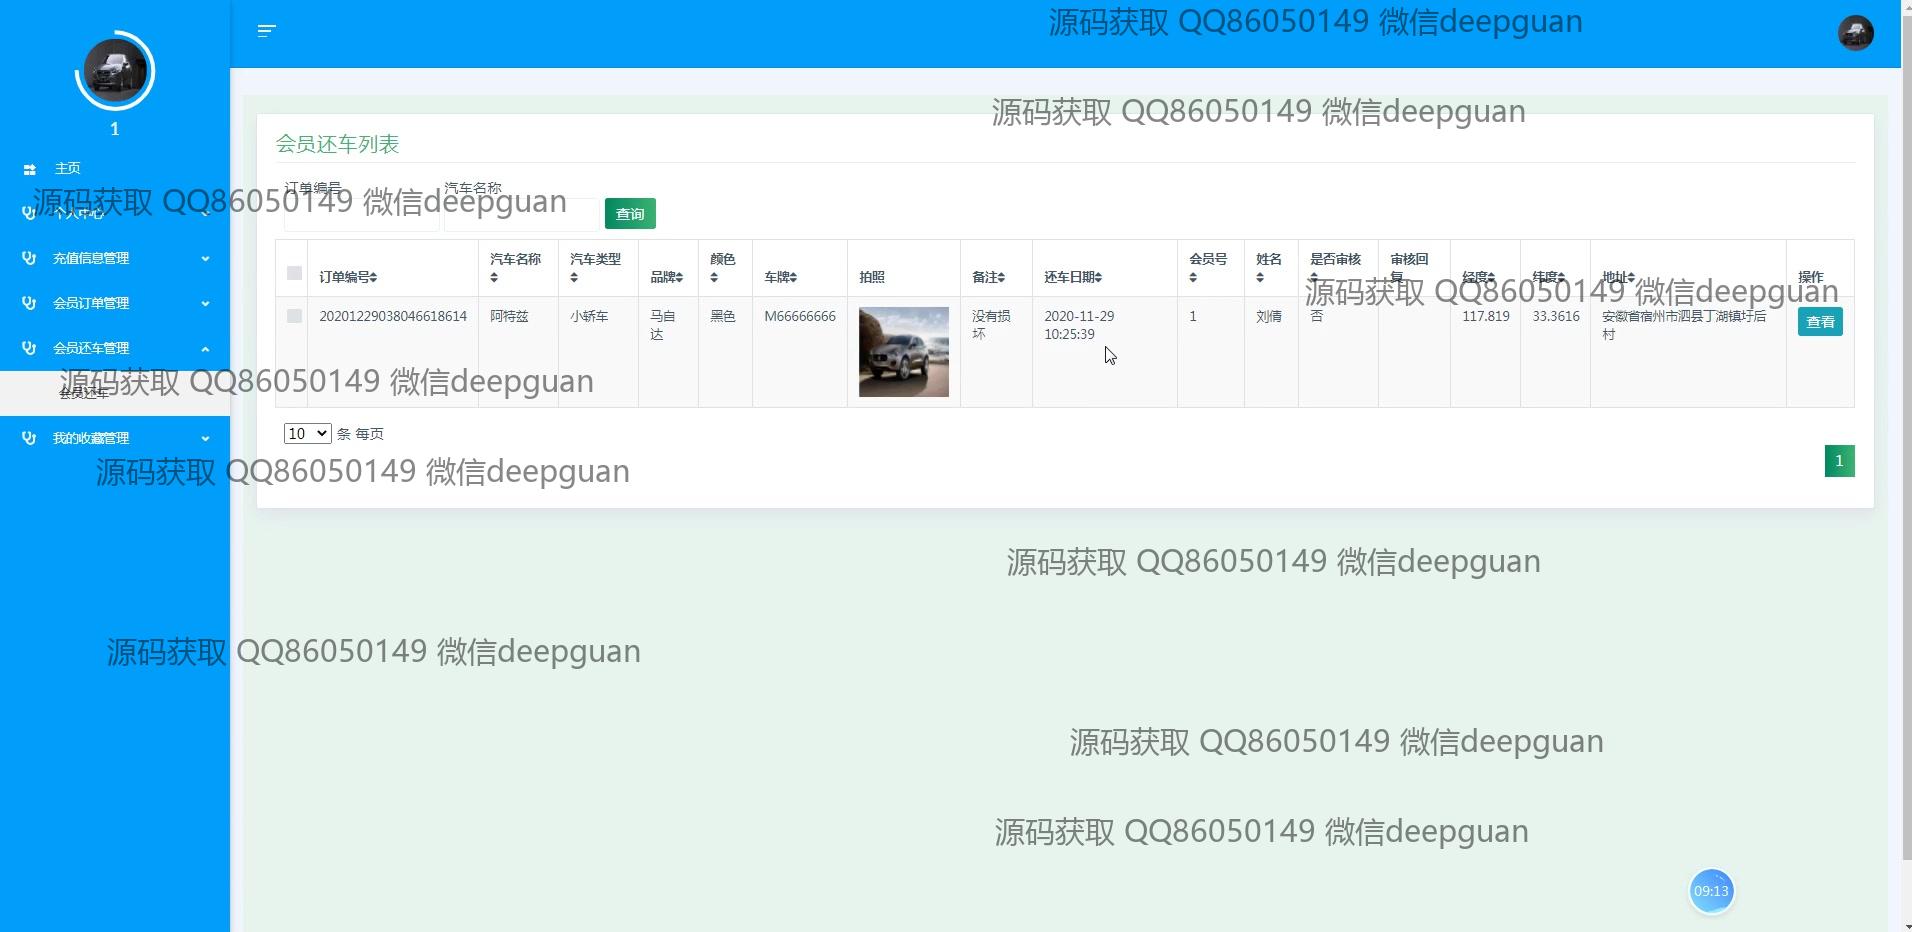 源码获取 QQ86050149 微信deepguan
1
主页
个人中心
充值信息管理
会员订单管理
会员还车管理
会员还车
我的收藏管理
源码获取 QQ86050149 微信deepguan
会员还车列表
订单编号 汽车名称
源码获取 QQ86050149 微信deepguan
查询
订单编号 汽车名称 汽车类型 品牌 颜色 车牌 拍照 备注 还车日期 会员号 姓名 是否审核 审核回复 经度 纬度 地址 操作
源码获取 QQ86050149 微信deepguan
20201229038046618614 阿特兹 小轿车 马自达 黑色 M66666666 没有损坏 2020-11-29 10:25:39 1 刘倩 否 117.819 33.3616 安徽省宿州市泗县丁湖镇圩后村 查看
源码获取 QQ86050149 微信deepguan
10 条 每页
1
源码获取 QQ86050149 微信deepguan
源码获取 QQ86050149 微信deepguan
源码获取 QQ86050149 微信deepguan
源码获取 QQ86050149 微信deepguan
源码获取 QQ86050149 微信deepguan
09:13